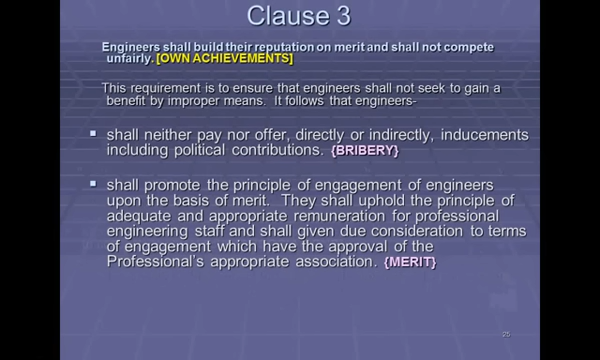 Clause 3
Engineers shall build their reputation on merit and shall not compete
unfairly. [OWN ACHIEVEMENTS]
This requirement is to ensure that engineers shall not seek to gain a
benefit by improper means. It follows that engineers-
▪ shall neither pay nor offer, directly or indirectly, inducements
including political contributions. {BRIBERY}
▪ shall promote the principle of engagement of engineers
upon the basis of merit. They shall uphold the principle of
adequate and appropriate remuneration for professional
engineering staff and shall given due consideration to terms
of engagement which have the approval of the
Professional's appropriate association. {MERIT}
25